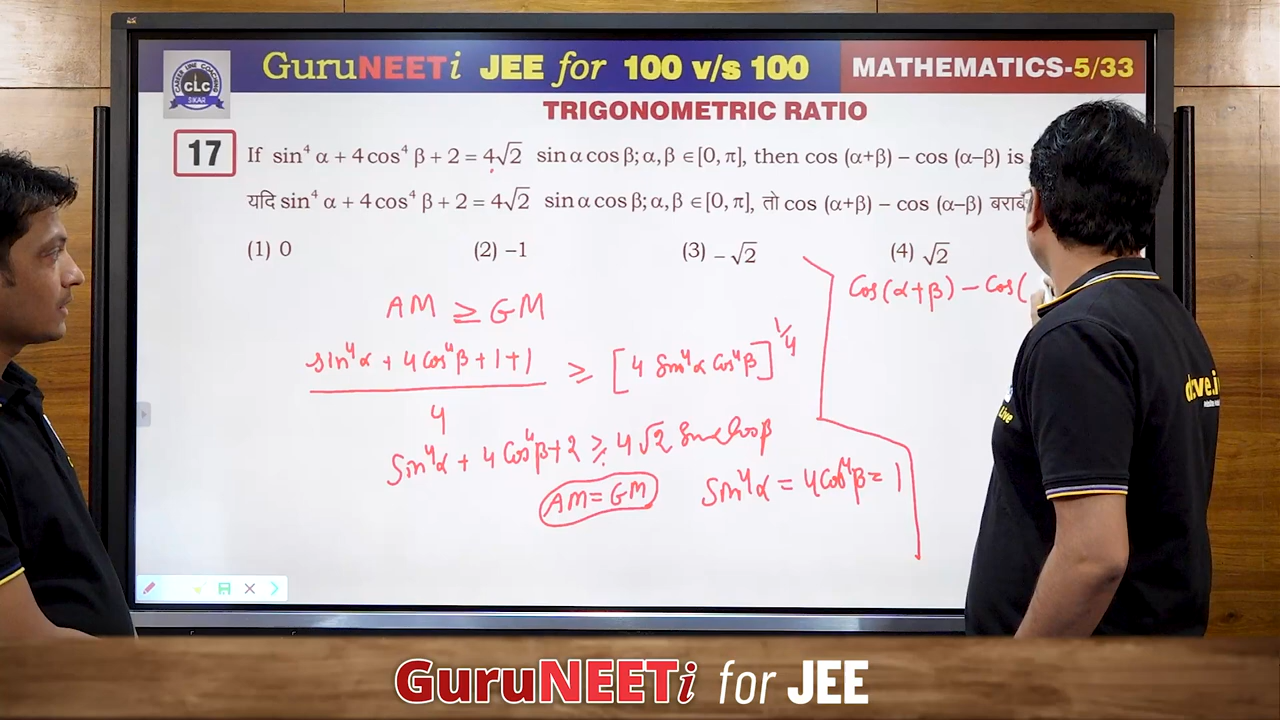 GuruNEETi JEE for 100 v/s 100
MATHEMATICS-5/33
CLC
SIKAR
TRIGONOMETRIC RATIO
17
If sin⁴ α + 4 cos⁴ β + 2 = 4√2 sin α cos β; α, β ∈ [0, π], then cos (α+β) – cos (α–β) is
यदि sin⁴ α + 4 cos⁴ β + 2 = 4√2 sin α cos β; α, β ∈ [0, π], तो cos (α+β) – cos (α–β)
(1) 0 (2) –1 (3) –√2 (4) √2
Cos(α+β) – Cos(
AM ≥ GM
sin⁴α + 4 Cos⁴β + 1 + 1 / 4 ≥ [4 Sin⁴α Cos⁴β]^1/4
Sin⁴α + 4 Cos⁴β + 2 ≥ 4√2 Sinα Cosβ
AM = GM
Sin⁴α = 4 Cos⁴β = 1
GuruNEETi for JEE